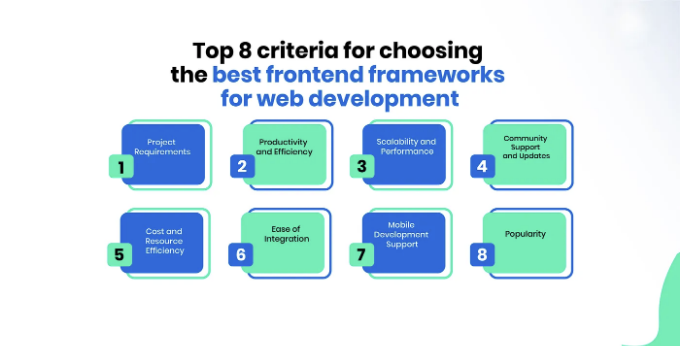 Top 8 criteria for choosing
the best frontend frameworks
for web development
1
Project
Requirements
2
Productivity
and Efficiency
3
Scalability and
Performance
4
Community
Support
and Updates
5
Cost and
Resource
Efficiency
6
Ease of
Integration
7
Mobile
Development
Support
8
Popularity